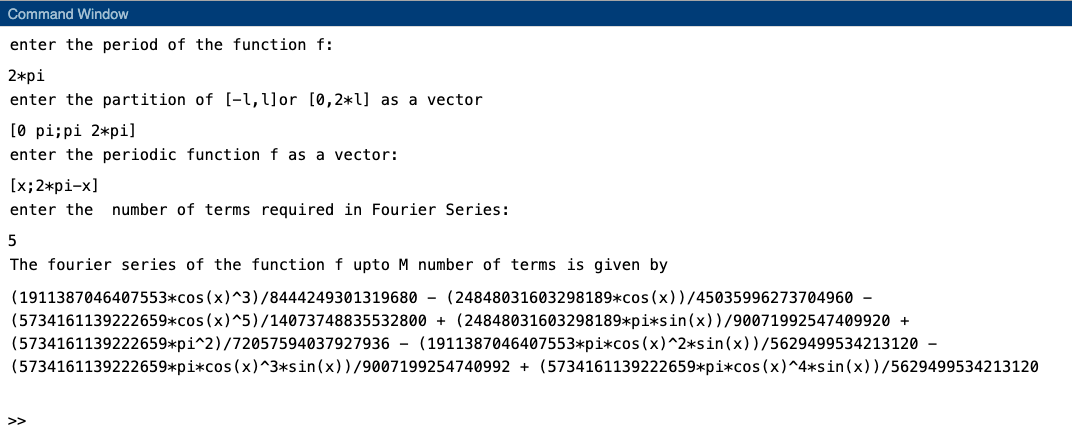 Command Window
enter the period of the function f:
2*pi
enter the partition of [-l,l]or [0,2*l] as a vector
[0 pi;pi 2*pi]
enter the periodic function f as a vector:
[x;2*pi-x]
enter the  number of terms required in Fourier Series:
5
The fourier series of the function f upto M number of terms is given by
(1911387046407553*cos(x)^3)/8444249301319680 - (24848031603298189*cos(x))/45035996273704960 -
(5734161139222659*cos(x)^5)/14073748835532800 + (24848031603298189*pi*sin(x))/90071992547409920 +
(5734161139222659*pi^2)/72057594037927936 - (1911387046407553*pi*cos(x)^2*sin(x))/5629499534213120 -
(5734161139222659*pi*cos(x)^3*sin(x))/9007199254740992 + (5734161139222659*pi*cos(x)^4*sin(x))/5629499534213120
>>